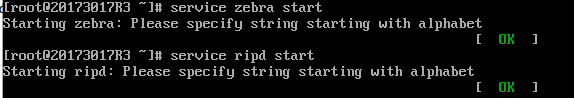 [root@20173017R3 ~]# service zebra start
Starting zebra: Please specify string starting with alphabet
[  OK  ]
[root@20173017R3 ~]# service ripd start
Starting ripd: Please specify string starting with alphabet
[  OK  ]